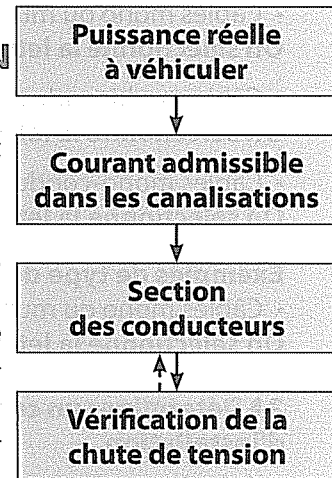 Puissance réelle
à véhiculer
Courant admissible
dans les canalisations
Section
des conducteurs
Vérification de la
chute de tension